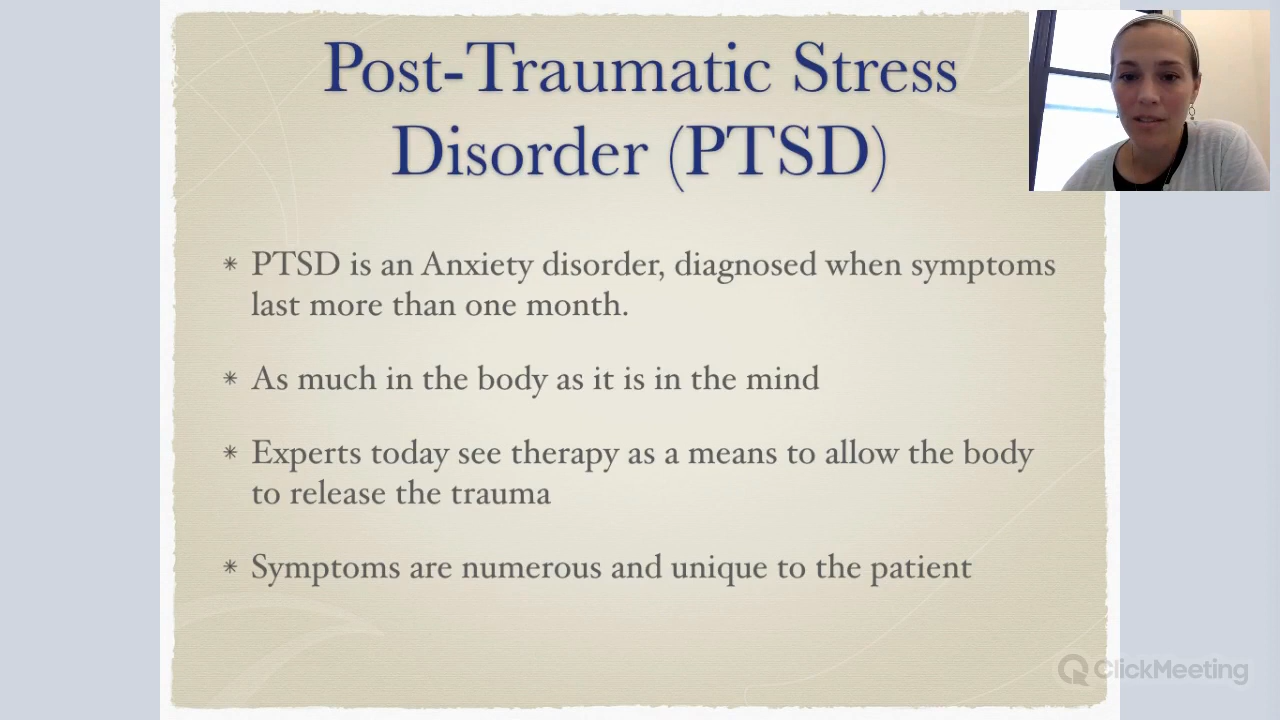 Post-Traumatic Stress
Disorder (PTSD)
* PTSD is an Anxiety disorder, diagnosed when symptoms
last more than one month.
* As much in the body as it is in the mind
* Experts today see therapy as a means to allow the body
to release the trauma
* Symptoms are numerous and unique to the patient
ClickMeeting